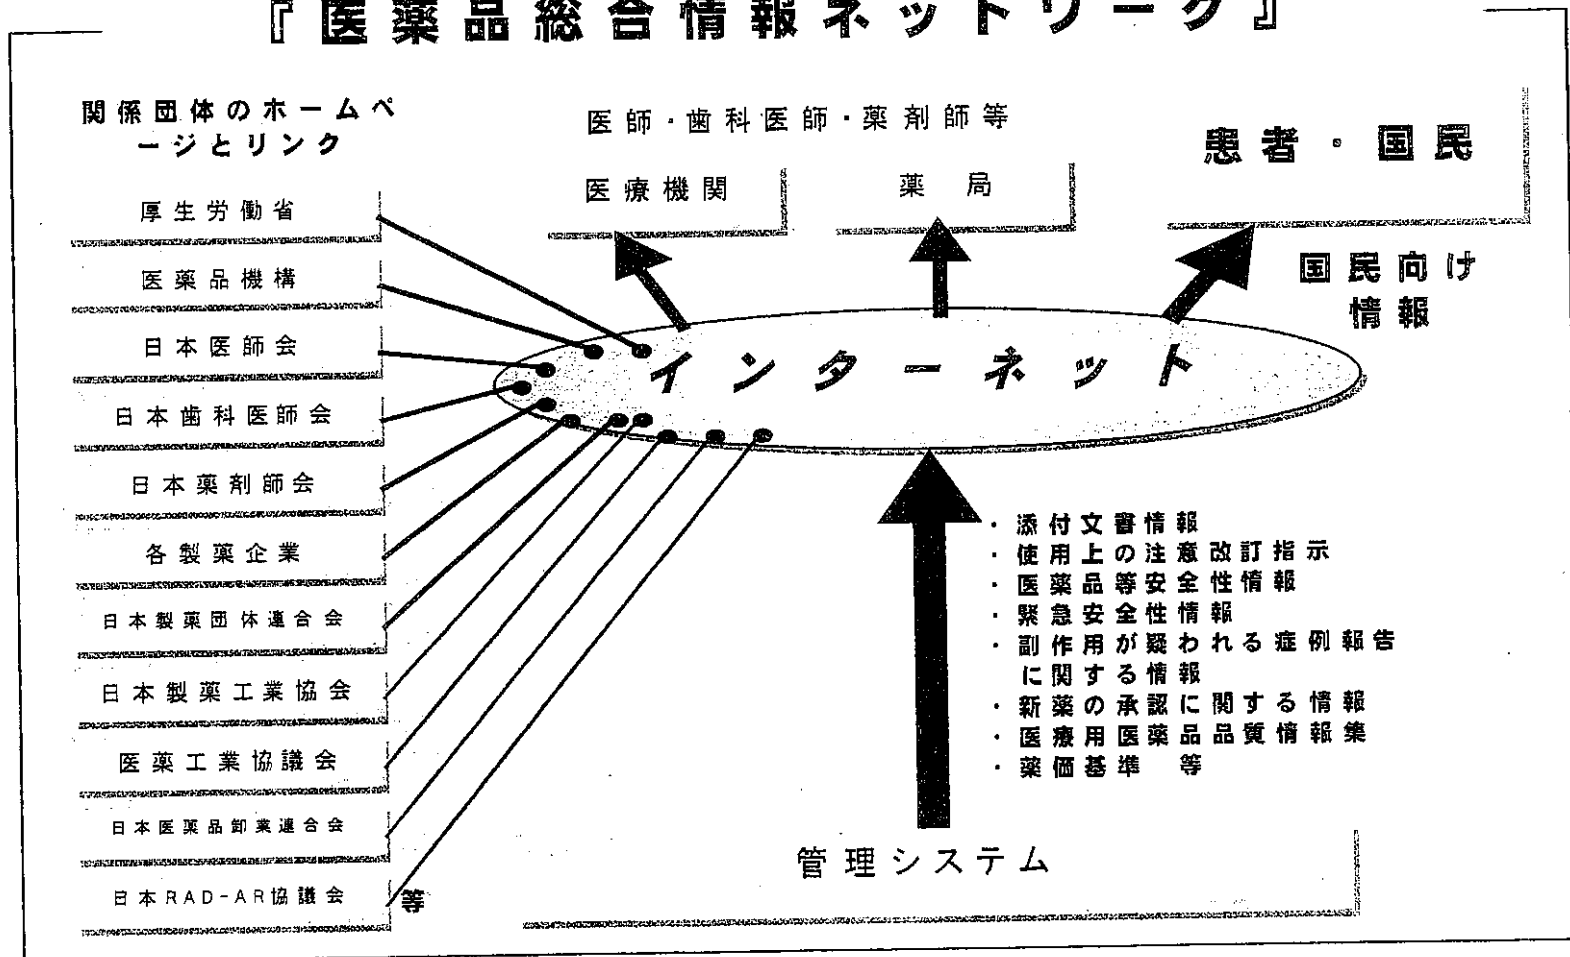 『医薬品総合情報ネットワーク』
関係団体のホームペ
ージとリンク
厚生労働省
医薬品機構
日本医師会
日本歯科医師会
日本薬剤師会
各製薬企業
日本製薬団体連合会
日本製薬工業協会
医薬工業協議会
日本医薬品卸業連合会
日本RAD-AR協議会 等
医師・歯科医師・薬剤師等
医療機関
薬局
患者・国民
国民向け
情報
インターネット
・添付文書情報
・使用上の注意改訂指示
・医薬品等安全性情報
・緊急安全性情報
・副作用が疑われる症例報告
に関する情報
・新薬の承認に関する情報
・医療用医薬品品質情報集
・薬価基準 等
管理システム